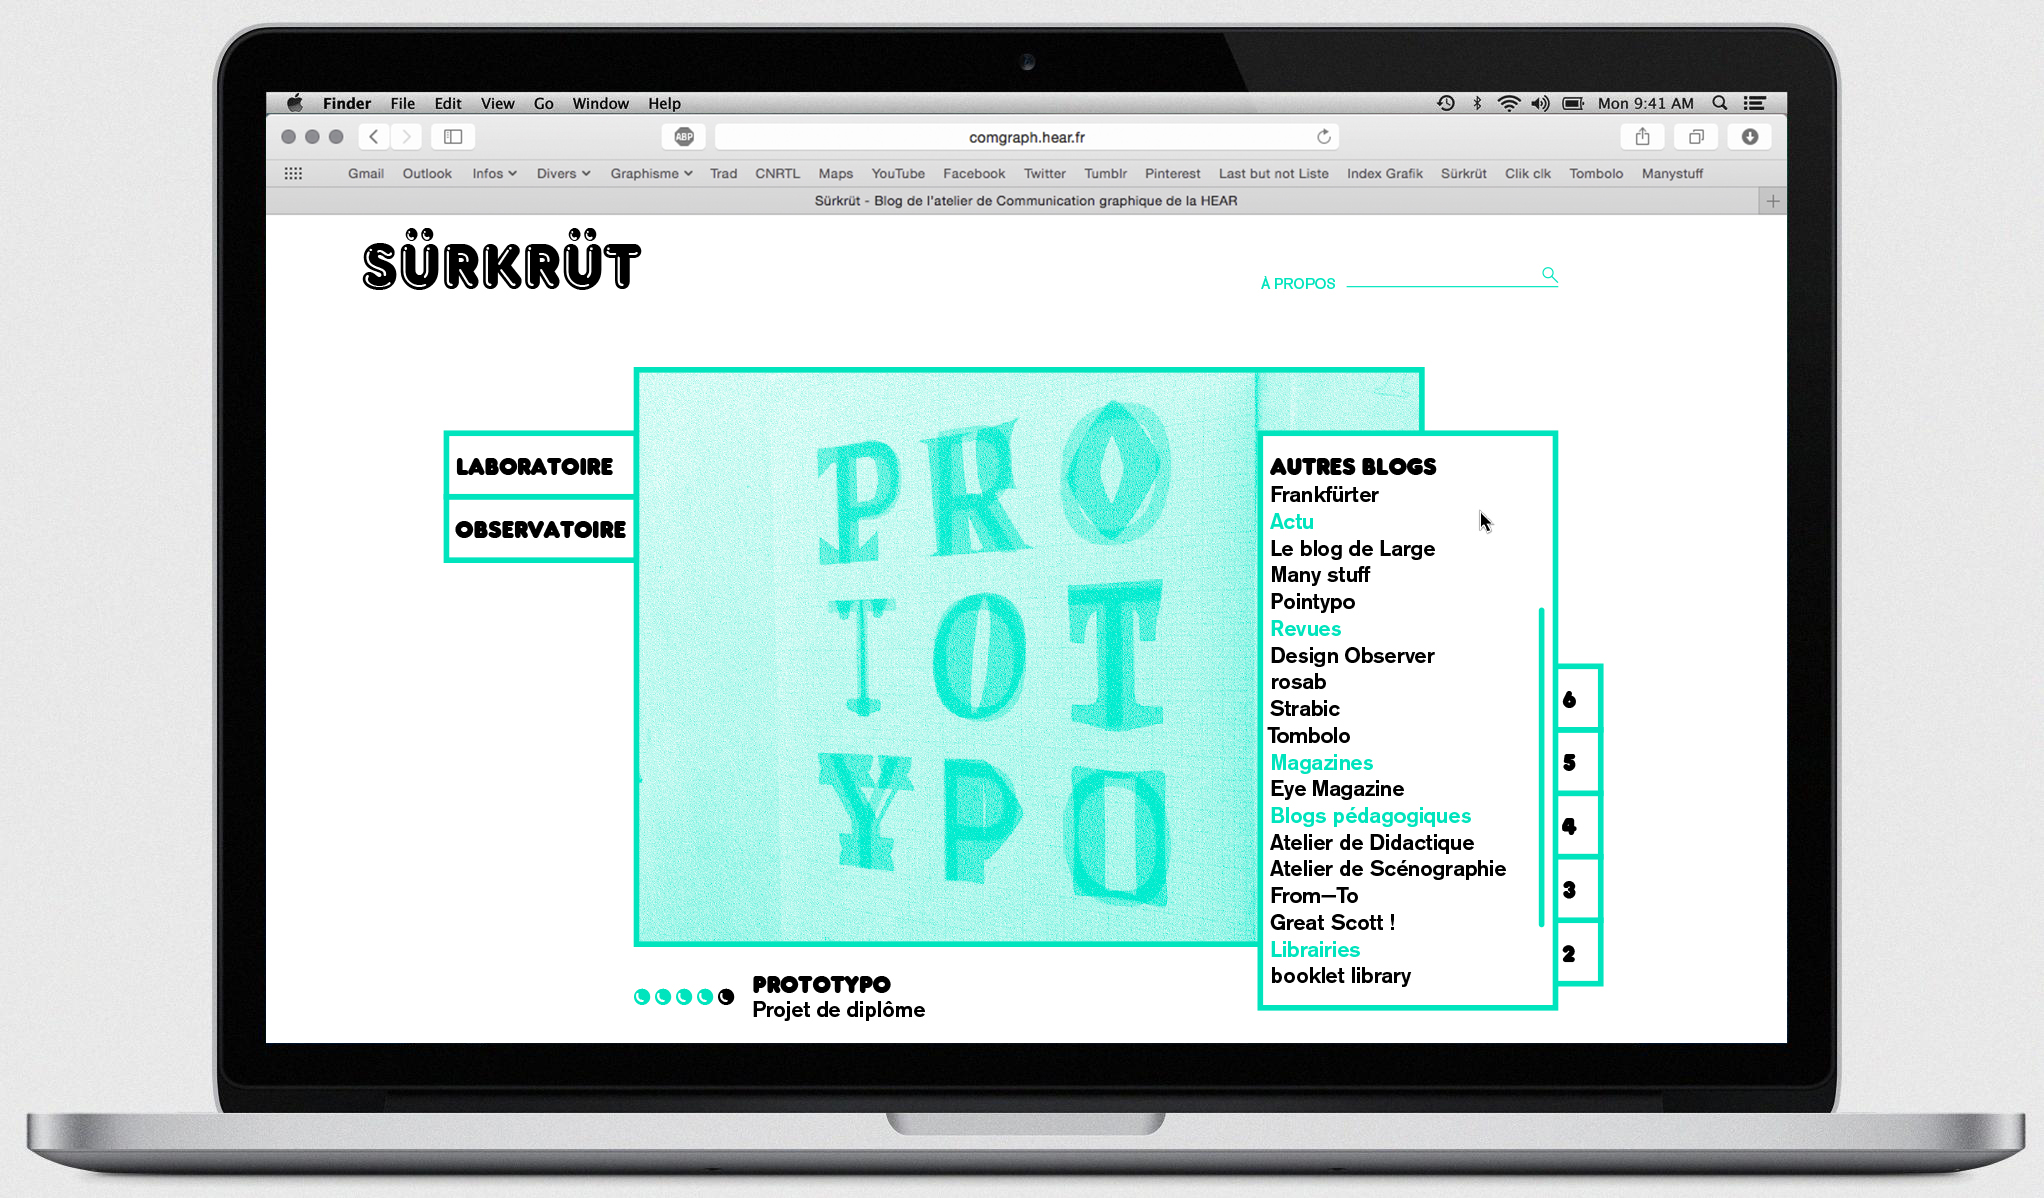 Finder File Edit View Go Window Help Mon 9:41 AM
ABP comgraph.hear.fr
Gmail Outlook Infos Divers Graphisme Trad CNRTL Maps YouTube Facebook Twitter Tumblr Pinterest Last but not Liste Index Grafik Sürkrüt Clik clk Tombolo Manystuff
Sürkrüt - Blog de l'atelier de Communication graphique de la HEAR
SÜRKRÜT
À PROPOS
LABORATOIRE
OBSERVATOIRE
PRO
TOT
YPO
AUTRES BLOGS
Frankfürter
Actu
Le blog de Large
Many stuff
Pointypo
Revues
Design Observer
rosab
Strabic
Tombolo
Magazines
Eye Magazine
Blogs pédagogiques
Atelier de Didactique
Atelier de Scénographie
From—To
Great Scott !
Librairies
booklet library
6
5
4
3
2
PROTOTYPO
Projet de diplôme